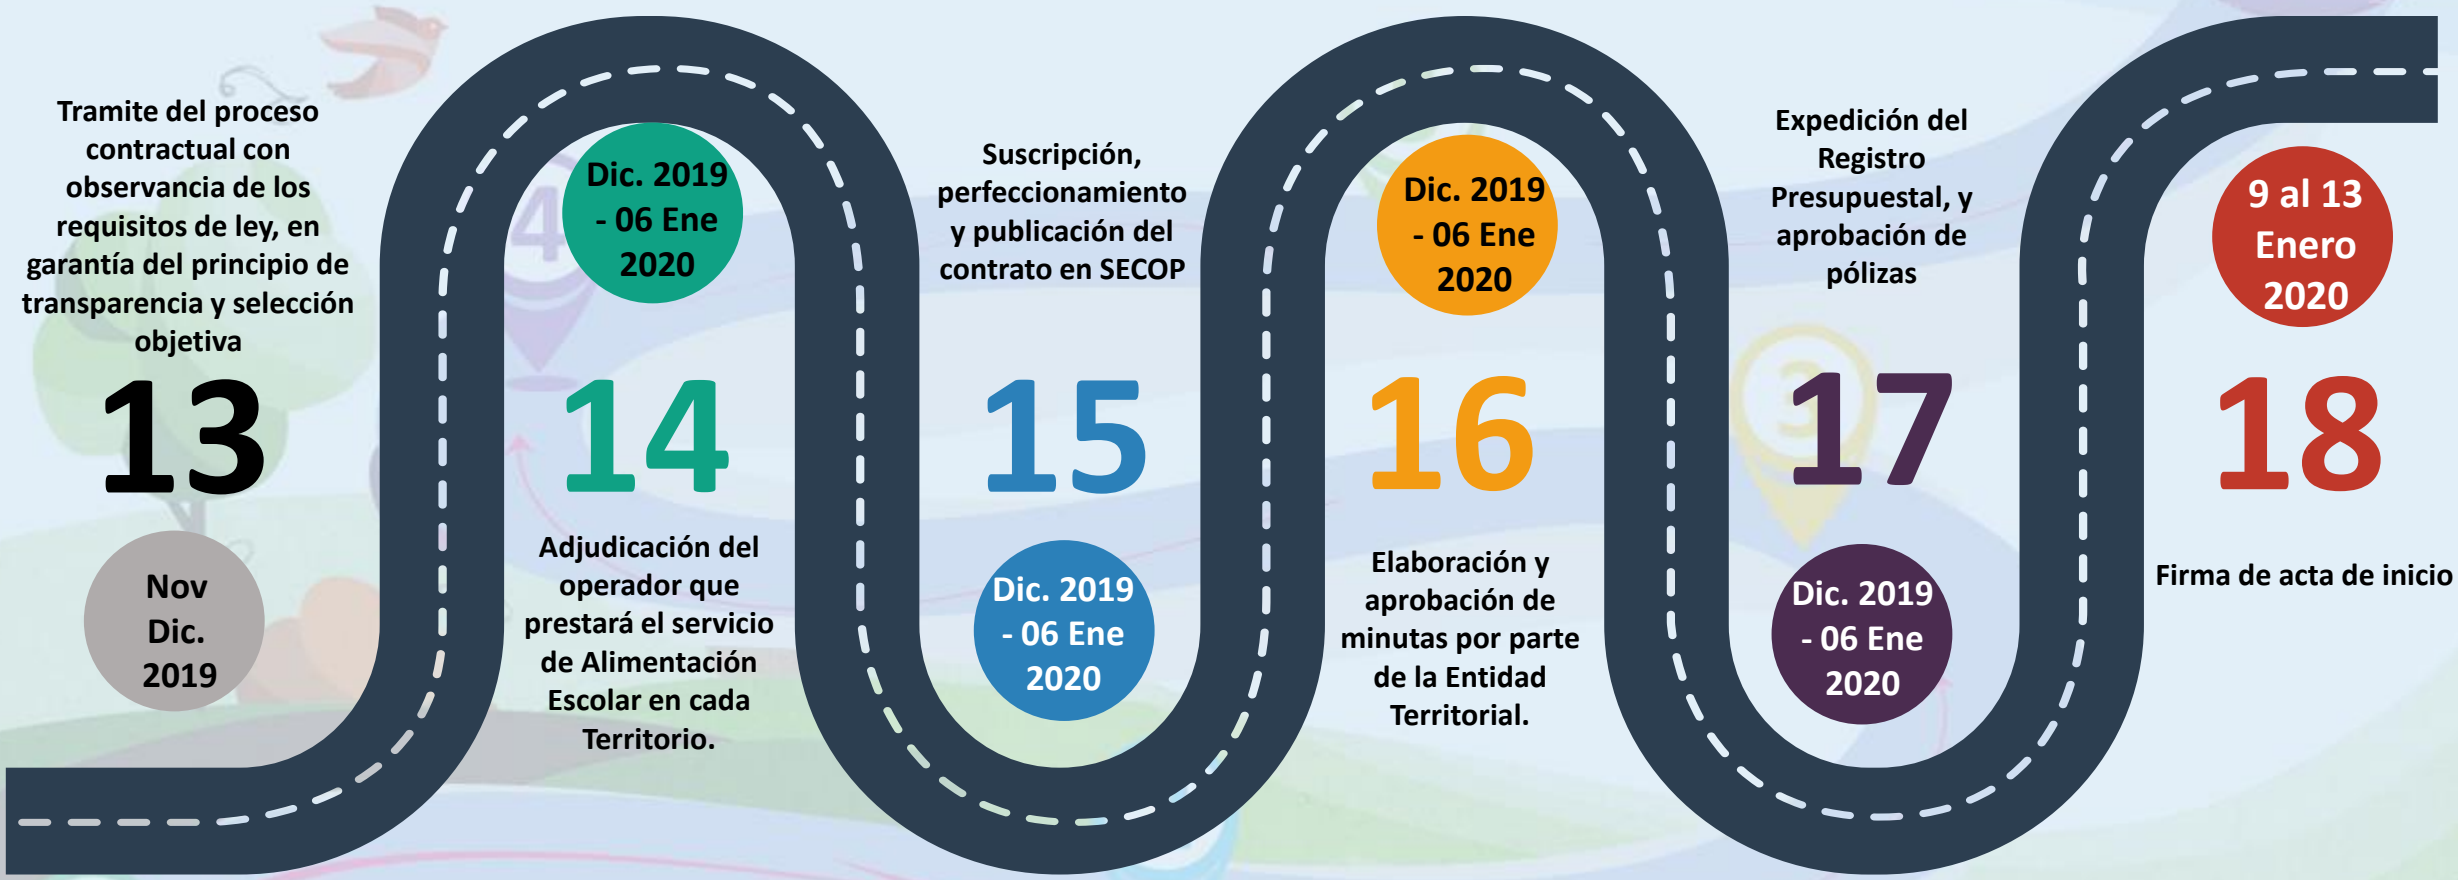 Tramite del proceso
contractual con
observancia de los
requisitos de ley, en
garantía del principio de
transparencia y selección
objetiva
13
Nov
Dic.
2019
Dic. 2019
- 06 Ene
2020
14
Adjudicación del
operador que
prestará el servicio
de Alimentación
Escolar en cada
Territorio.
Suscripción,
perfeccionamiento
y publicación del
contrato en SECOP
15
Dic. 2019
- 06 Ene
2020
Dic. 2019
- 06 Ene
2020
16
Elaboración y
aprobación de
minutas por parte
de la Entidad
Territorial.
Expedición del
Registro
Presupuestal, y
aprobación de
pólizas
17
Dic. 2019
- 06 Ene
2020
9 al 13
Enero
2020
18
Firma de acta de inicio
4
3